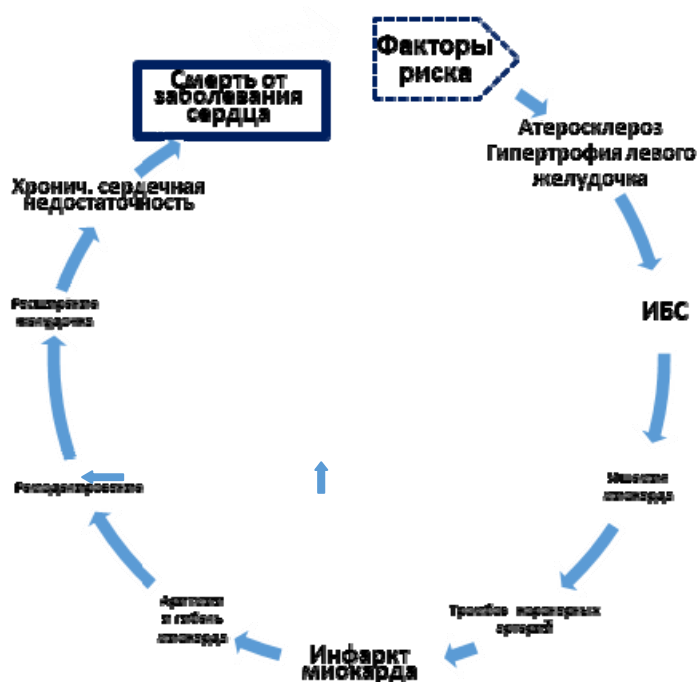 Факторы
риска
Атеросклероз
Гипертрофия левого
желудочка
ИБС
Ишемия
миокарда
Тромбоз коронарных
артерий
Инфаркт
миокарда
Аритмия
и гибель
миокарда
Ремоделирование
Расширение
желудочка
Хронич. сердечная
недостаточность
Смерть от
заболевания
сердца